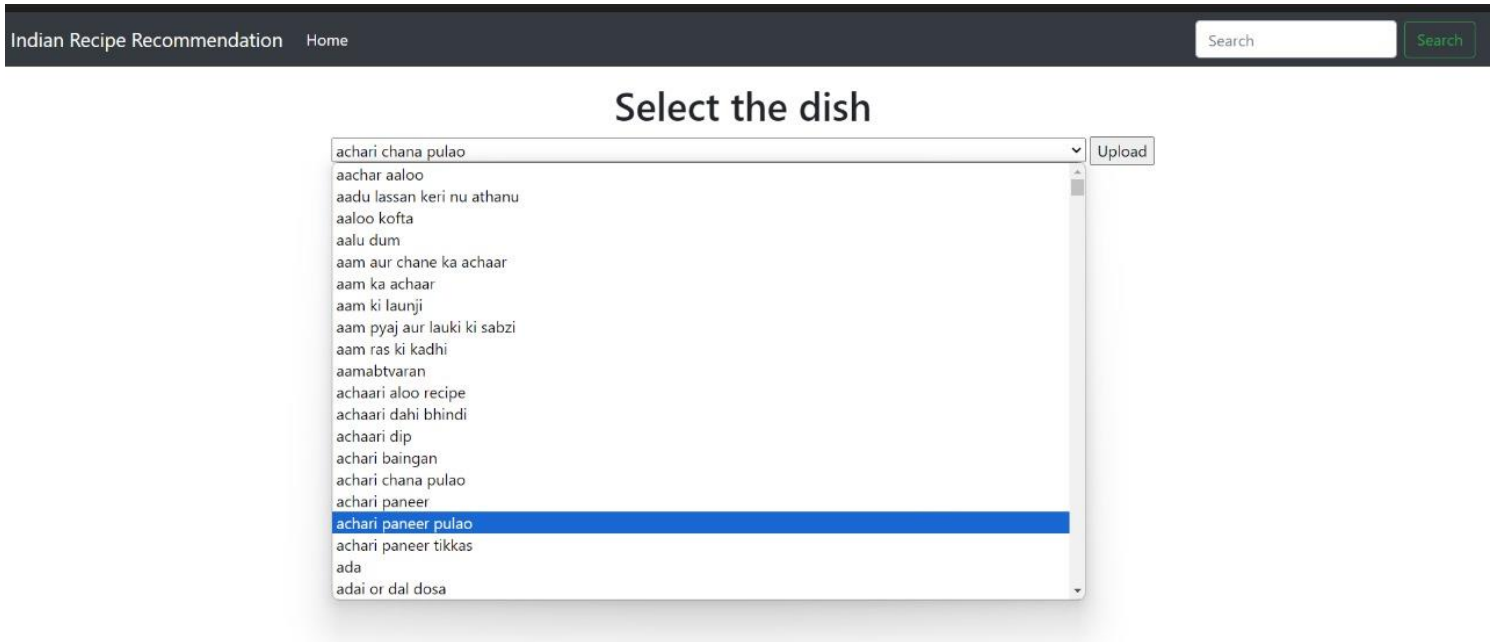 Indian Recipe Recommendation Home Search Search
Select the dish
achari chana pulao Upload
aachar aaloo
aadu lassan keri nu athanu
aaloo kofta
aalu dum
aam aur chane ka achaar
aam ka achaar
aam ki launji
aam pyaj aur lauki ki sabzi
aam ras ki kadhi
aamabtvaran
achaari aloo recipe
achaari dahi bhindi
achaari dip
achari baingan
achari chana pulao
achari paneer
achari paneer pulao
achari paneer tikkas
ada
adai or dal dosa